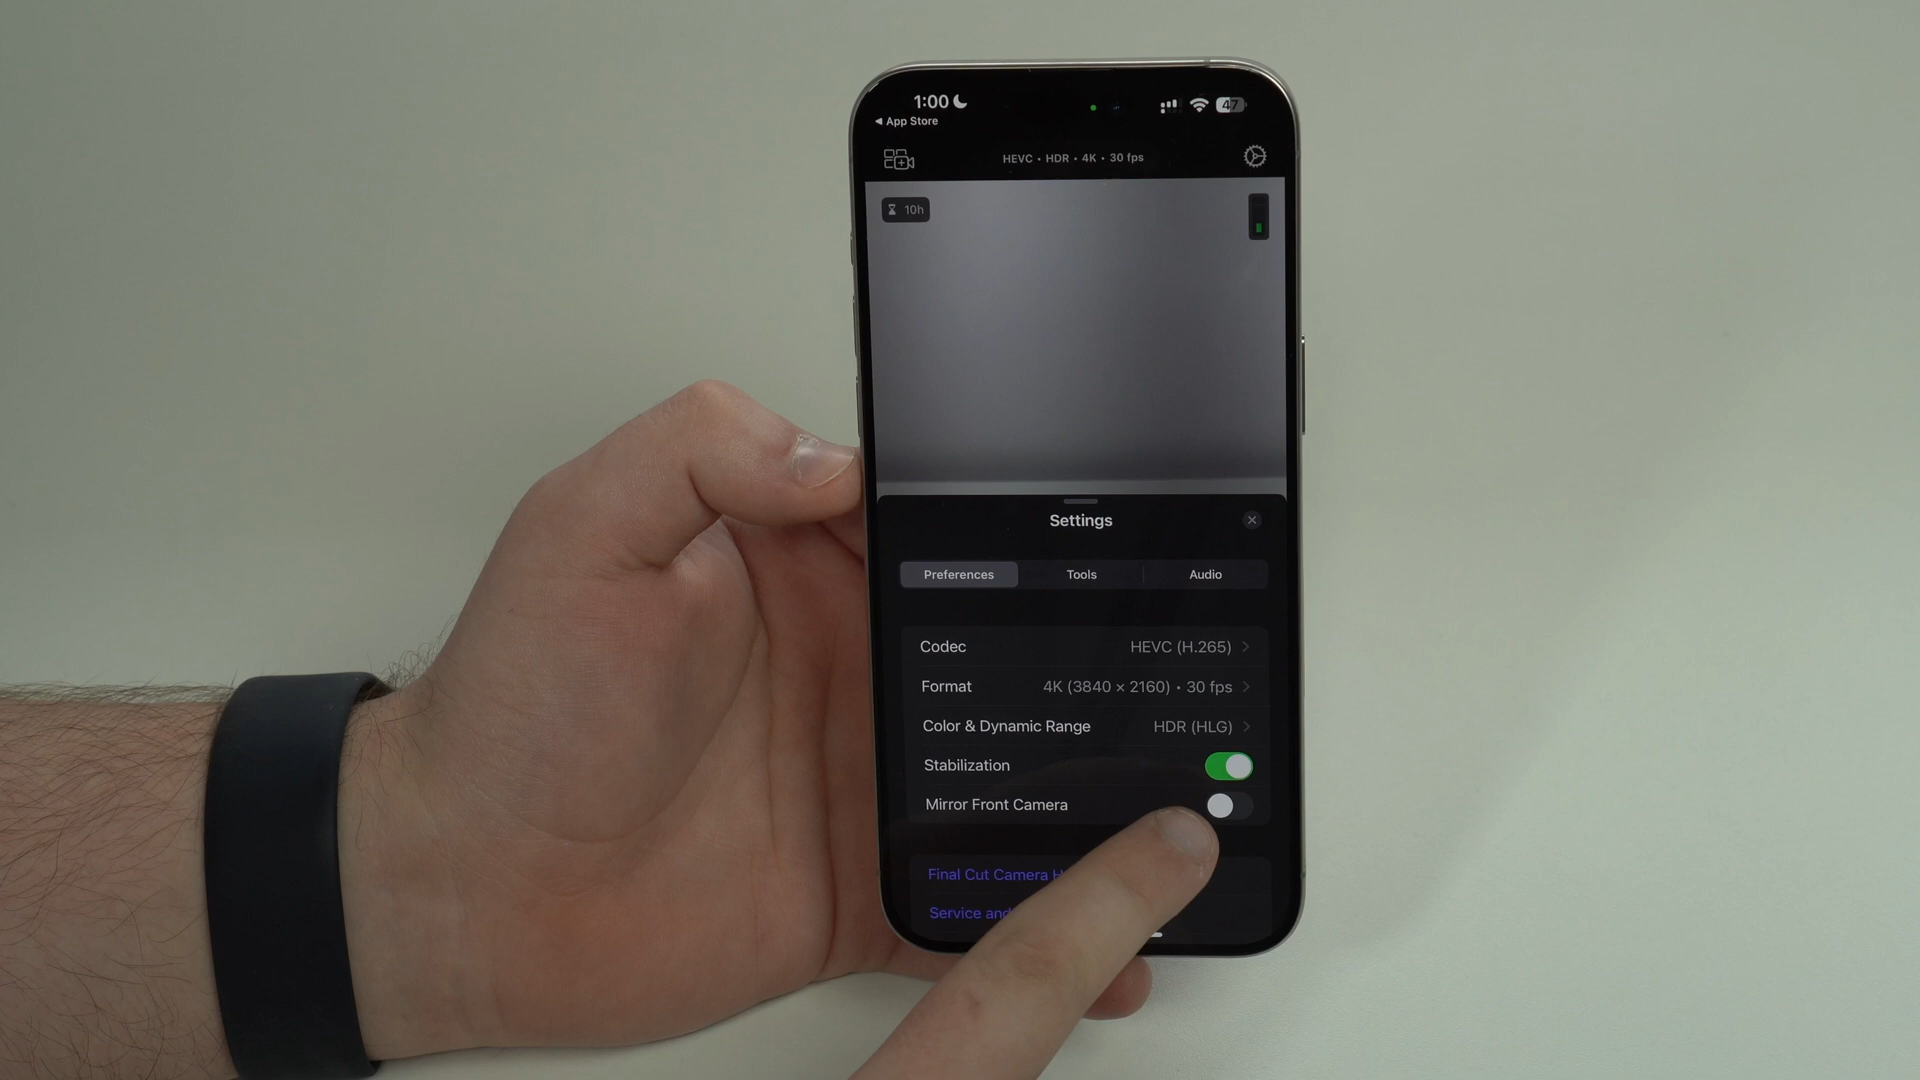 1:00
47
App Store
HEVC • HDR • 4K • 30 fps
10h
Settings
Preferences Tools Audio
Codec HEVC (H.265)
Format 4K (3840 × 2160) • 30 fps
Color & Dynamic Range HDR (HLG)
Stabilization
Mirror Front Camera
Final Cut Camera
Service and